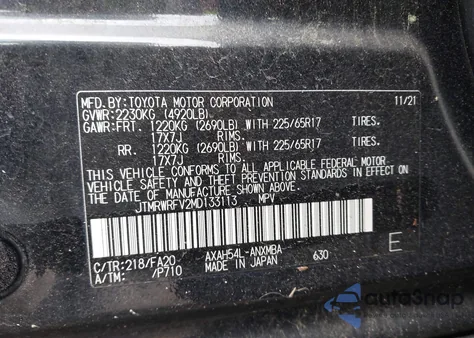 MFD. BY: TOYOTA MOTOR CORPORATION 11/21
GVWR: 2230KG (4920LB)
GAWR: FRT. 1220KG (2690LB) WITH 225/65R17 TIRES.
17X7J RIMS.
RR. 1220KG (2690LB) WITH 225/65R17 TIRES.
17X7J RIMS.
THIS VEHICLE CONFORMS TO ALL APPLICABLE FEDERAL MOTOR
VEHICLE SAFETY AND THEFT PREVENTION STANDARDS IN EFFECT ON
THE DATE OF MANUFACTURE SHOWN ABOVE.
JTMRWRFV2MD133113 MPV
C/TR: 218/FA20 AXAH54L-ANXMBA 630 E
A/TM: /P710 MADE IN JAPAN
autoSnap